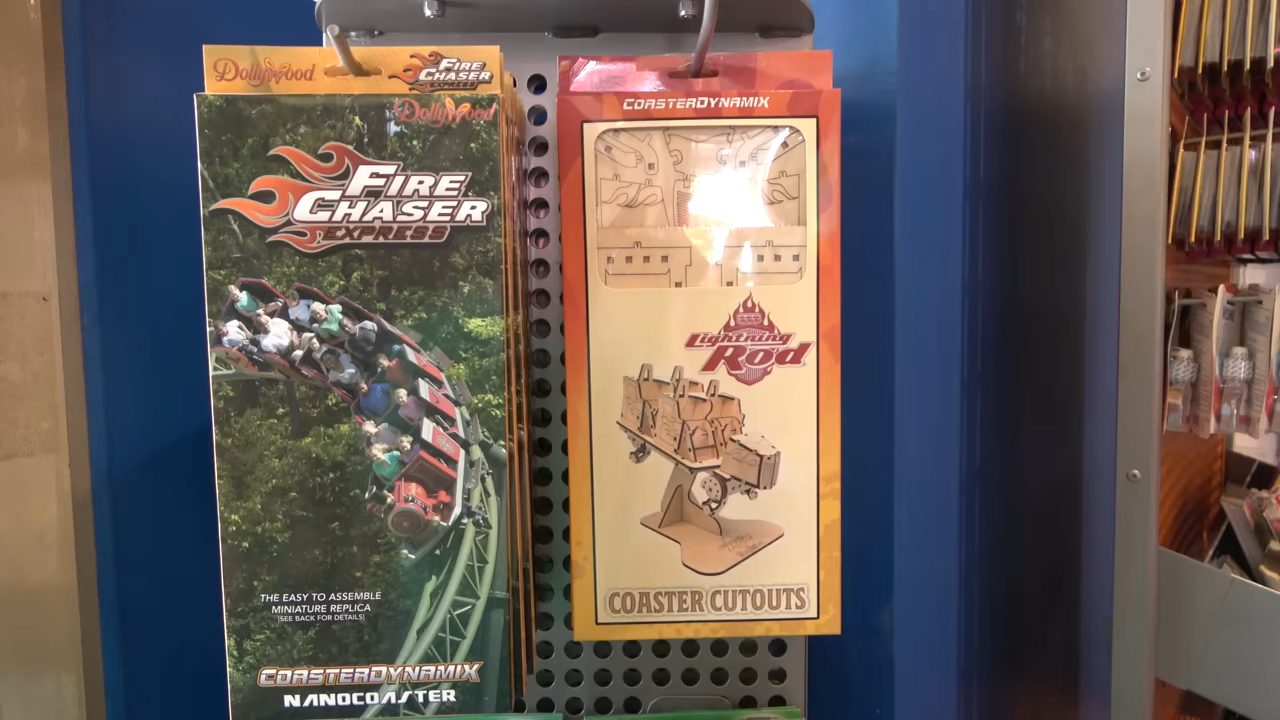 Dollywood
FIRE
CHASER
EXPRESS
Dollywood
FIRE
CHASER
EXPRESS
THE EASY TO ASSEMBLE
MINIATURE REPLICA
(SEE BACK FOR DETAILS)
COASTERDYNAMIX
NANOCOASTER
COASTERDYNAMIX
Lightning
Rod
COASTER CUTOUTS